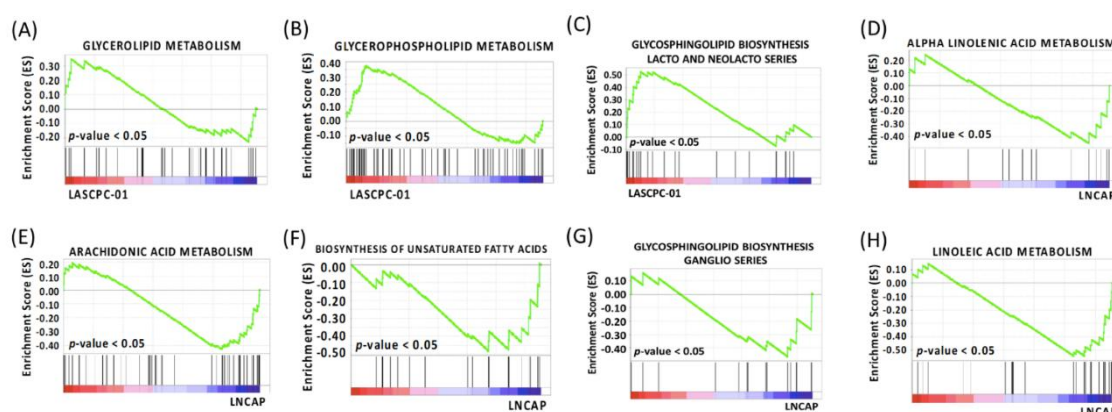 (A)
GLYCEROLIPID METABOLISM
Enrichment Score (ES)
0.30
0.20
0.10
0.00
-0.10
-0.20
p-value < 0.05
LASCPC-01
(B)
GLYCEROPHOSPHOLIPID METABOLISM
Enrichment Score (ES)
0.30
0.20
0.10
0.00
-0.10
p-value < 0.05
LASCPC-01
(C)
GLYCOSPHINGOLIPID BIOSYNTHESIS
LACTO AND NEOLACTO SERIES
Enrichment Score (ES)
0.50
0.40
0.30
0.20
0.10
0.00
-0.10
p-value < 0.05
LASCPC-01
(D)
ALPHA LINOLENIC ACID METABOLISM
Enrichment Score (ES)
0.20
0.10
0.00
-0.10
-0.20
-0.30
-0.40
p-value < 0.05
LNCAP
(E)
ARACHIDONIC ACID METABOLISM
Enrichment Score (ES)
0.20
0.10
0.00
-0.10
-0.20
-0.30
-0.40
p-value < 0.05
LNCAP
(F)
BIOSYNTHESIS OF UNSATURATED FATTY ACIDS
Enrichment Score (ES)
0.00
-0.10
-0.20
-0.30
-0.40
-0.50
p-value < 0.05
LNCAP
(G)
GLYCOSPHINGOLIPID BIOSYNTHESIS
GANGLIO SERIES
Enrichment Score (ES)
0.10
0.00
-0.10
-0.20
-0.30
-0.40
p-value < 0.05
LNCAP
(H)
LINOLEIC ACID METABOLISM
Enrichment Score (ES)
0.10
0.00
-0.10
-0.20
-0.30
-0.40
-0.50
p-value < 0.05
LNCAP